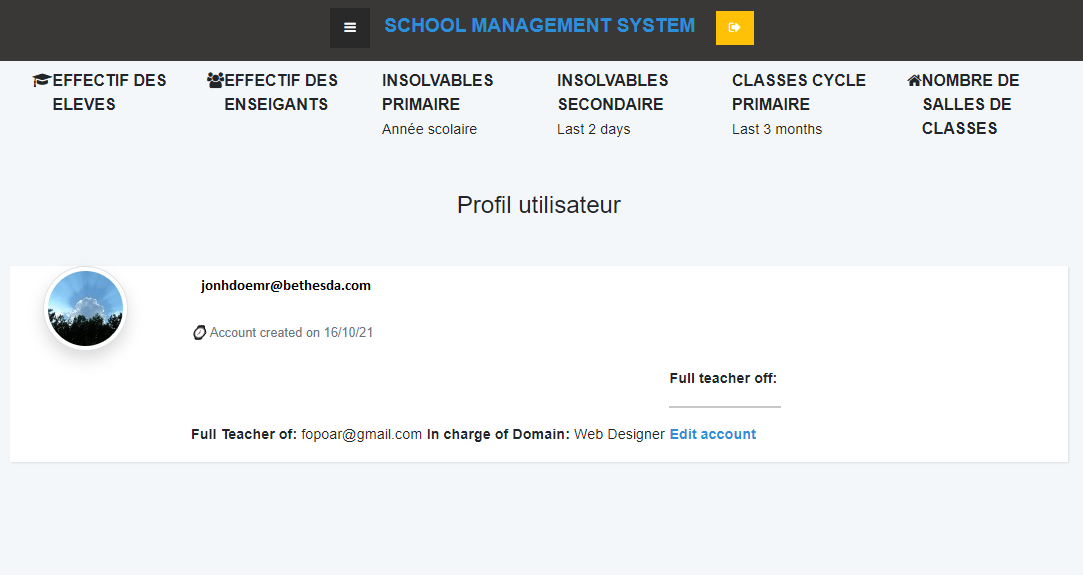 SCHOOL MANAGEMENT SYSTEM
EFFECTIF DES
ELEVES
EFFECTIF DES
ENSEIGANTS
INSOLVABLES
PRIMAIRE
Année scolaire
INSOLVABLES
SECONDAIRE
Last 2 days
CLASSES CYCLE
PRIMAIRE
Last 3 months
NOMBRE DE
SALLES DE
CLASSES
Profil utilisateur
jonhdoemr@bethesda.com
Account created on 16/10/21
Full teacher off:
Full Teacher of: fopoar@gmail.com In charge of Domain: Web Designer Edit account